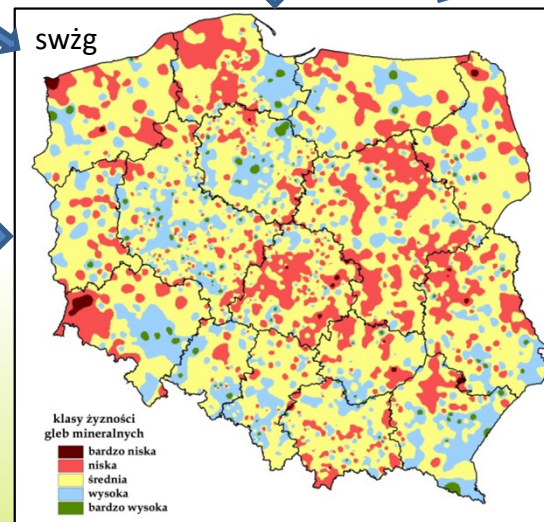 swżg
klasy żyzności
gleb mineralnych
bardzo niska
niska
średnia
wysoka
bardzo wysoka